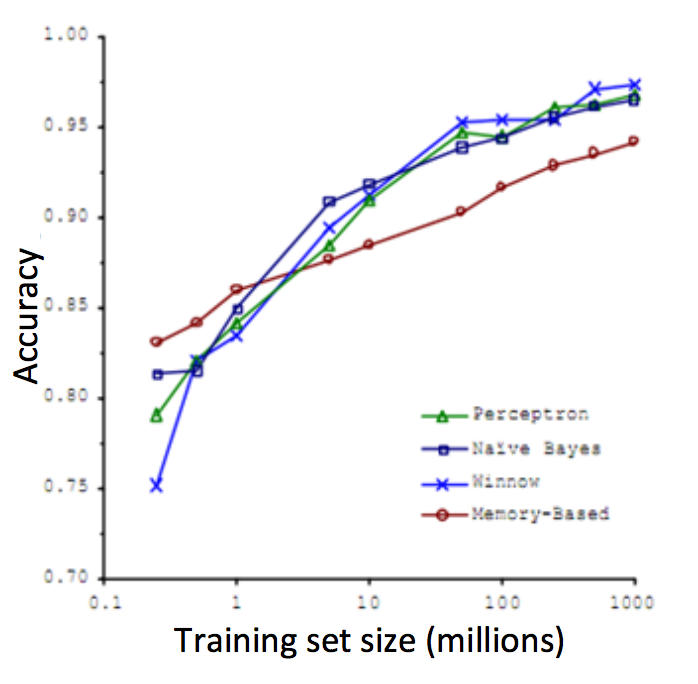 1.00
0.95
0.90
0.85
0.80
0.75
0.70
Accuracy
0.1 1 10 100 1000
Training set size (millions)
Perceptron
Naïve Bayes
Winnow
Memory-Based